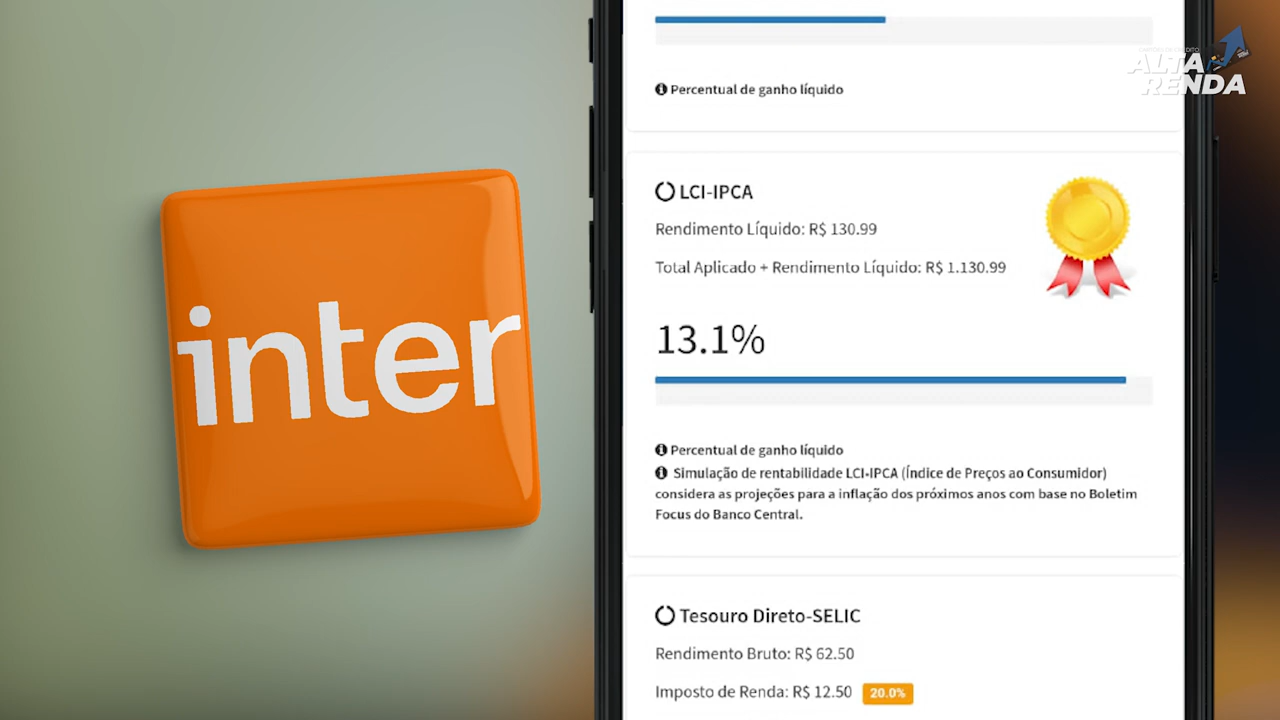 ALTA
RENDA
inter
Percentual de ganho líquido
LCI-IPCA
Rendimento Líquido: R$ 130.99
Total Aplicado + Rendimento Líquido: R$ 1.130.99
13.1%
Percentual de ganho líquido
Simulação de rentabilidade LCI-IPCA (Índice de Preços ao Consumidor)
considera as projeções para a inflação dos próximos anos com base no Boletim
Focus do Banco Central.
Tesouro Direto-SELIC
Rendimento Bruto: R$ 62.50
Imposto de Renda: R$ 12.50 20.0%